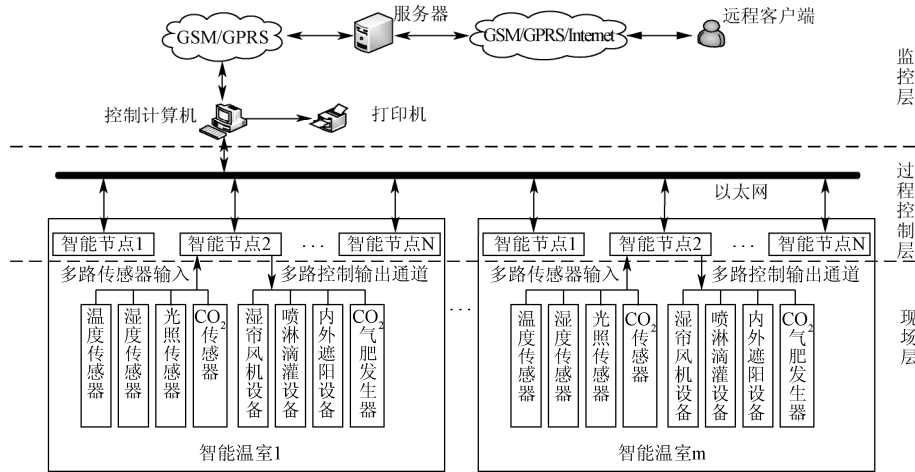 服务器
远程客户端
GSM/GPRS
GSM/GPRS/Internet
监控层
控制计算机
打印机
过程控制层
以太网
智能节点1
智能节点2
···
智能节点N
智能节点1
智能节点2
···
智能节点N
多路传感器输入
多路控制输出通道
多路传感器输入
多路控制输出通道
···
现场层
温度传感器
湿度传感器
光照传感器
CO₂传感器
湿帘风机设备
喷淋滴灌设备
内外遮阳设备
CO₂气肥发生器
温度传感器
湿度传感器
光照传感器
CO₂传感器
湿帘风机设备
喷淋滴灌设备
内外遮阳设备
CO₂气肥发生器
智能温室1
智能温室m